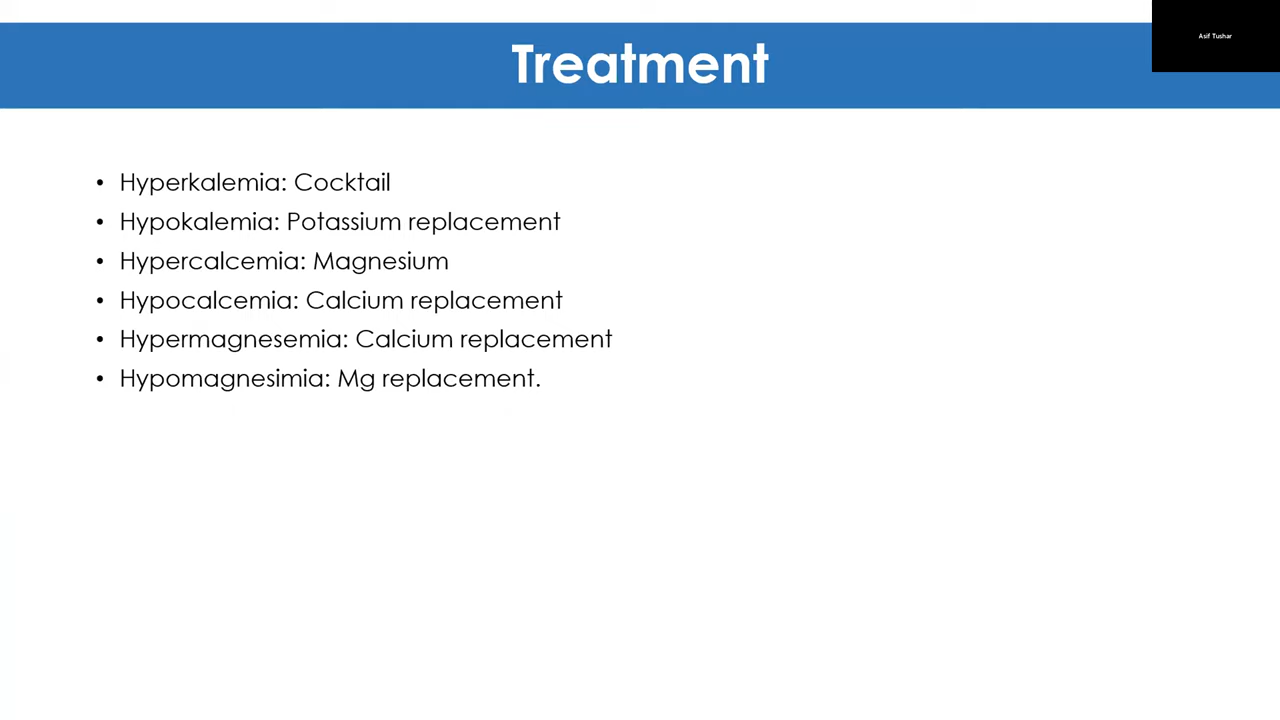 Treatment
Asif Tushar
• Hyperkalemia: Cocktail
• Hypokalemia: Potassium replacement
• Hypercalcemia: Magnesium
• Hypocalcemia: Calcium replacement
• Hypermagnesemia: Calcium replacement
• Hypomagnesimia: Mg replacement.